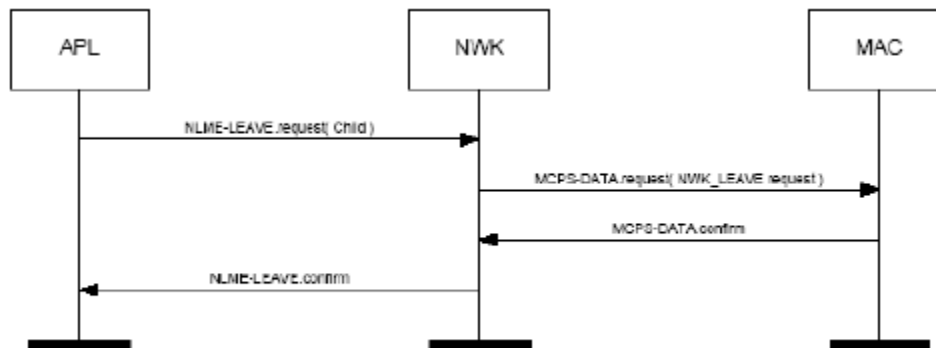 APL
NWK
MAC
NLME-LEAVE.request( Child )
MCPS-DATA.request( NWK_LEAVE request )
MCPS-DATA.confirm
NLME-LEAVE.confirm